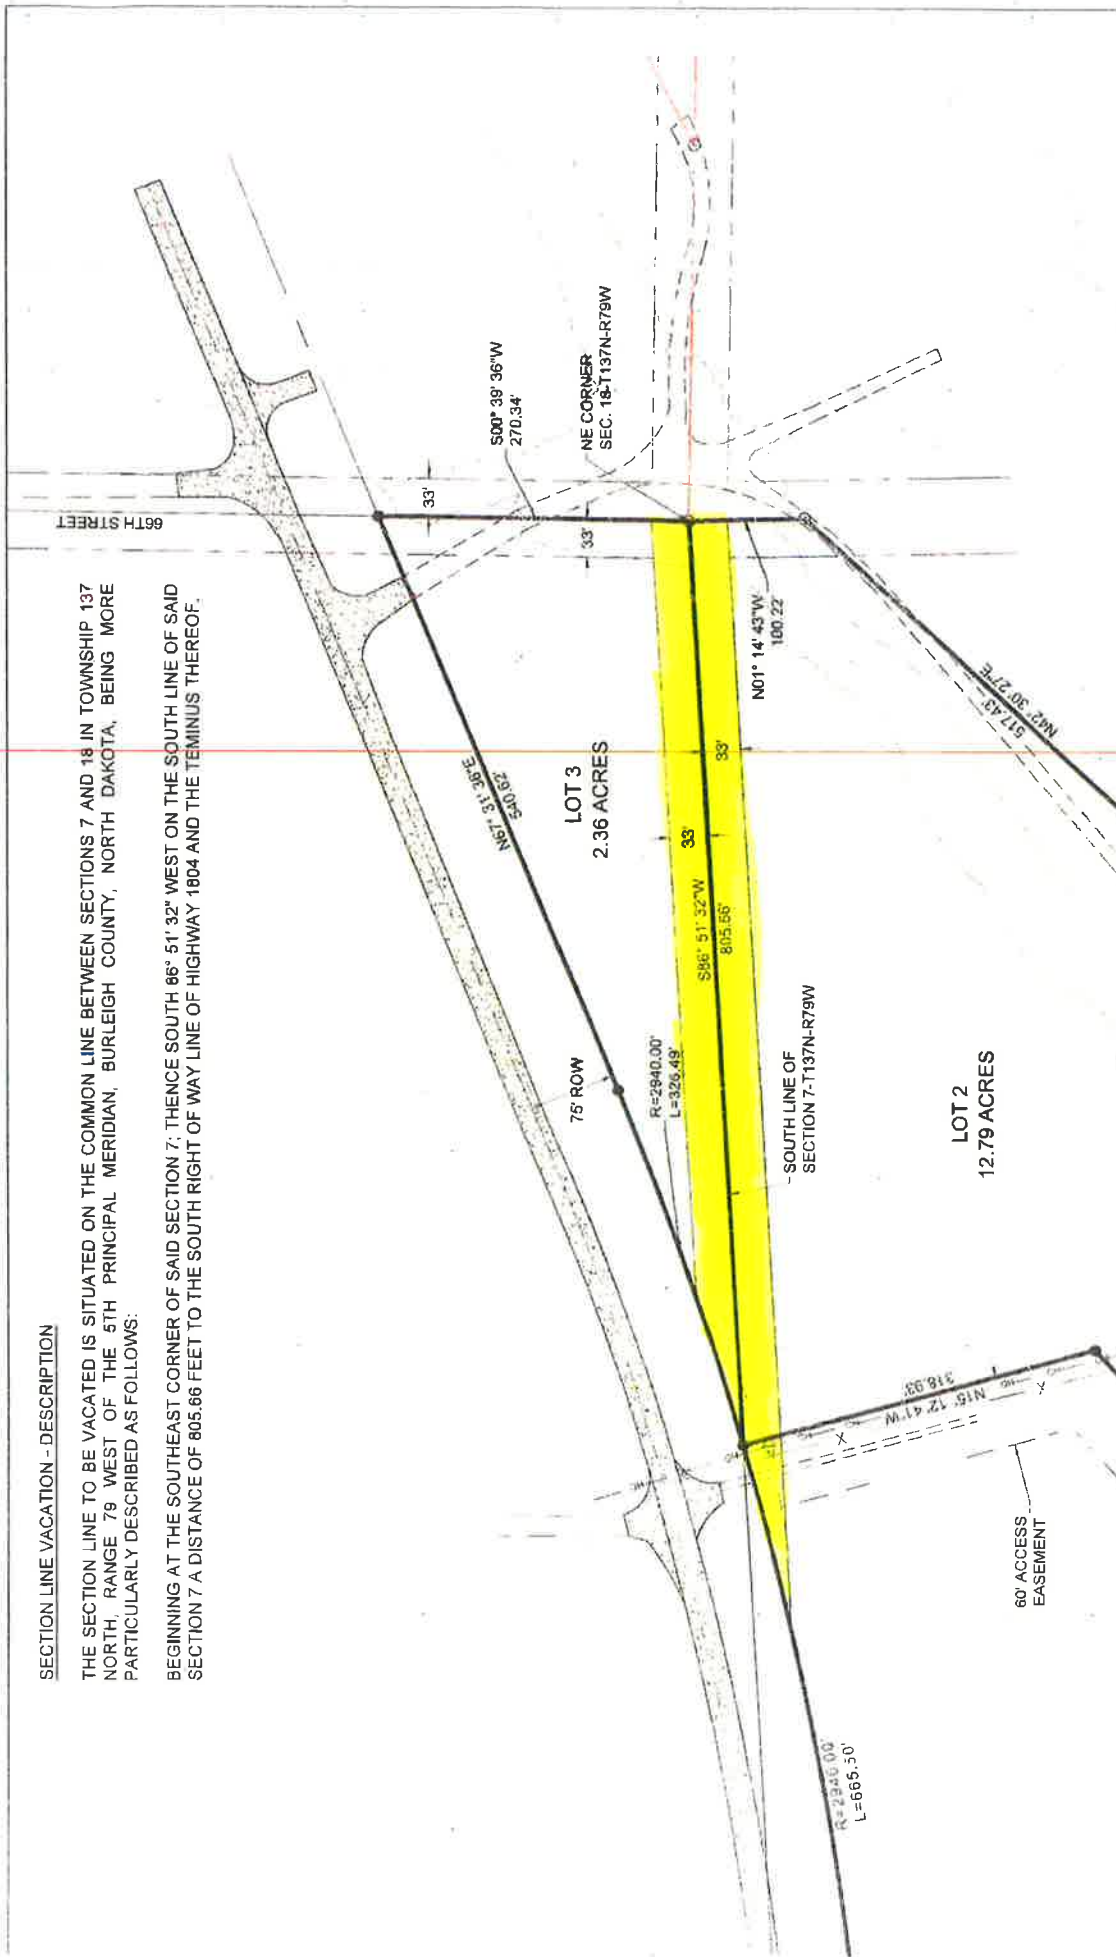 SECTION LINE VACATION - DESCRIPTION
THE SECTION LINE TO BE VACATED IS SITUATED ON THE COMMON LINE BETWEEN SECTIONS 7 AND 18 IN TOWNSHIP 137
NORTH, RANGE 79 WEST OF THE 5TH PRINCIPAL MERIDIAN, BURLEIGH COUNTY, NORTH DAKOTA, BEING MORE
PARTICULARLY DESCRIBED AS FOLLOWS:
BEGINNING AT THE SOUTHEAST CORNER OF SAID SECTION 7; THENCE SOUTH 86° 51' 32" WEST ON THE SOUTH LINE OF SAID
SECTION 7 A DISTANCE OF 805.66 FEET TO THE SOUTH RIGHT OF WAY LINE OF HIGHWAY 1804 AND THE TEMINUS THEREOF.
66TH STREET
33'
33'
S00° 39' 36"W
270.34'
NE CORNER
SEC. 18-T137N-R79W
N67° 31' 36"E
540.62'
LOT 3
2.36 ACRES
75' ROW
R=2940.00'
L=326.49'
33'
33'
S86° 51' 32"W
805.66'
N01° 14' 43"W
100.22'
N42° 30' 27"E
517.43'
SOUTH LINE OF
SECTION 7-T137N-R79W
LOT 2
12.79 ACRES
N15° 12' 41"W
318.93'
X
X
60' ACCESS
EASEMENT
R=2940.00'
L=665.50'